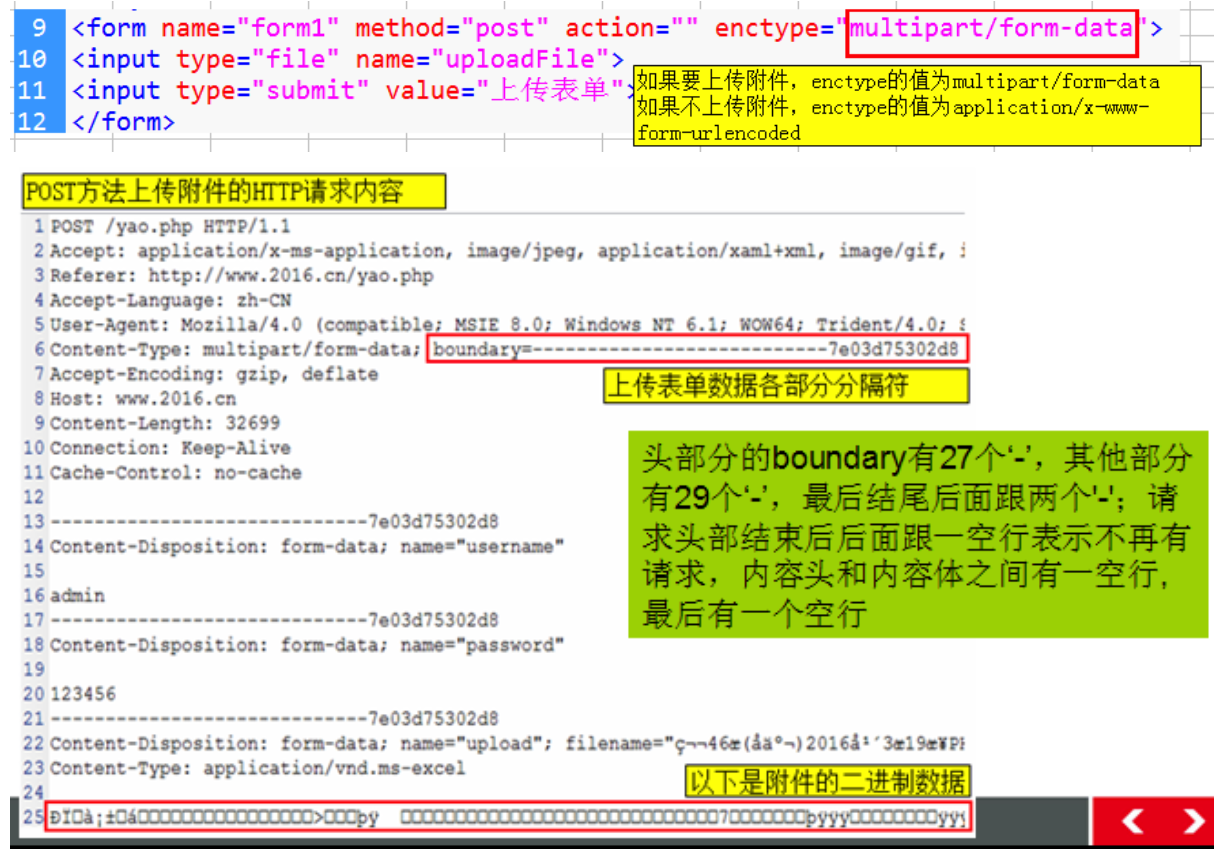 9 <form name="form1" method="post" action="" enctype="multipart/form-data">
10 <input type="file" name="uploadFile">
11 <input type="submit" value="上传表单">
12 </form>
如果要上传附件，enctype的值为multipart/form-data
如果不上传附件，enctype的值为application/x-www-
form-urlencoded
POST方法上传附件的HTTP请求内容
1 POST /yao.php HTTP/1.1
2 Accept: application/x-ms-application, image/jpeg, application/xaml+xml, image/gif,
3 Referer: http://www.2016.cn/yao.php
4 Accept-Language: zh-CN
5 User-Agent: Mozilla/4.0 (compatible; MSIE 8.0; Windows NT 6.1; WOW64; Trident/4.0;
6 Content-Type: multipart/form-data; boundary=---------------------------7e03d75302d8
7 Accept-Encoding: gzip, deflate
上传表单数据各部分分隔符
8 Host: www.2016.cn
9 Content-Length: 32699
10 Connection: Keep-Alive
11 Cache-Control: no-cache
12
13 -----------------------------7e03d75302d8
14 Content-Disposition: form-data; name="username"
15
16 admin
17 -----------------------------7e03d75302d8
18 Content-Disposition: form-data; name="password"
19
20 123456
21 -----------------------------7e03d75302d8
22 Content-Disposition: form-data; name="upload"; filename="
23 Content-Type: application/vnd.ms-excel
24
25
头部分的boundary有27个‘-’，其他部分
有29个‘-’，最后结尾后面跟两个'-'；请
求头部结束后后面跟一空行表示不再有
请求，内容头和内容体之间有一空行，
最后有一个空行
以下是附件的二进制数据